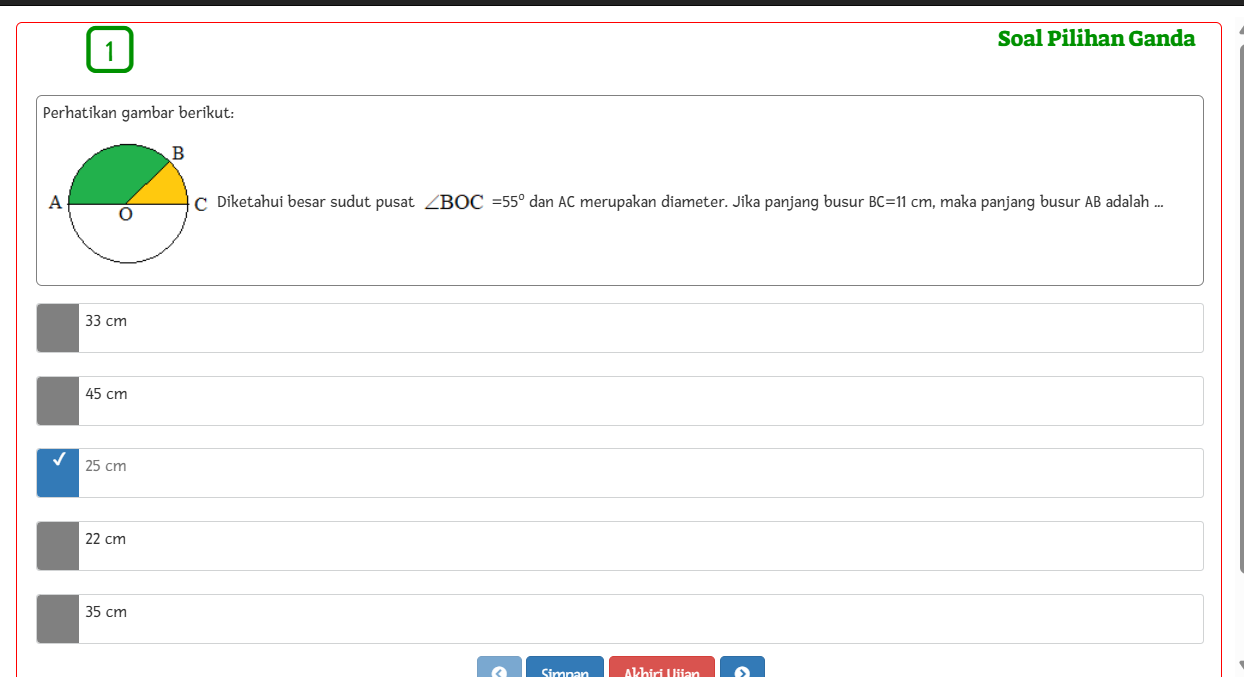 1
Soal Pilihan Ganda
Perhatikan gambar berikut:
B
A
O
C Diketahui besar sudut pusat ∠BOC =55° dan AC merupakan diameter. Jika panjang busur BC=11 cm, maka panjang busur AB adalah ...
33 cm
45 cm
25 cm
22 cm
35 cm
Simpan Akhiri Ujian